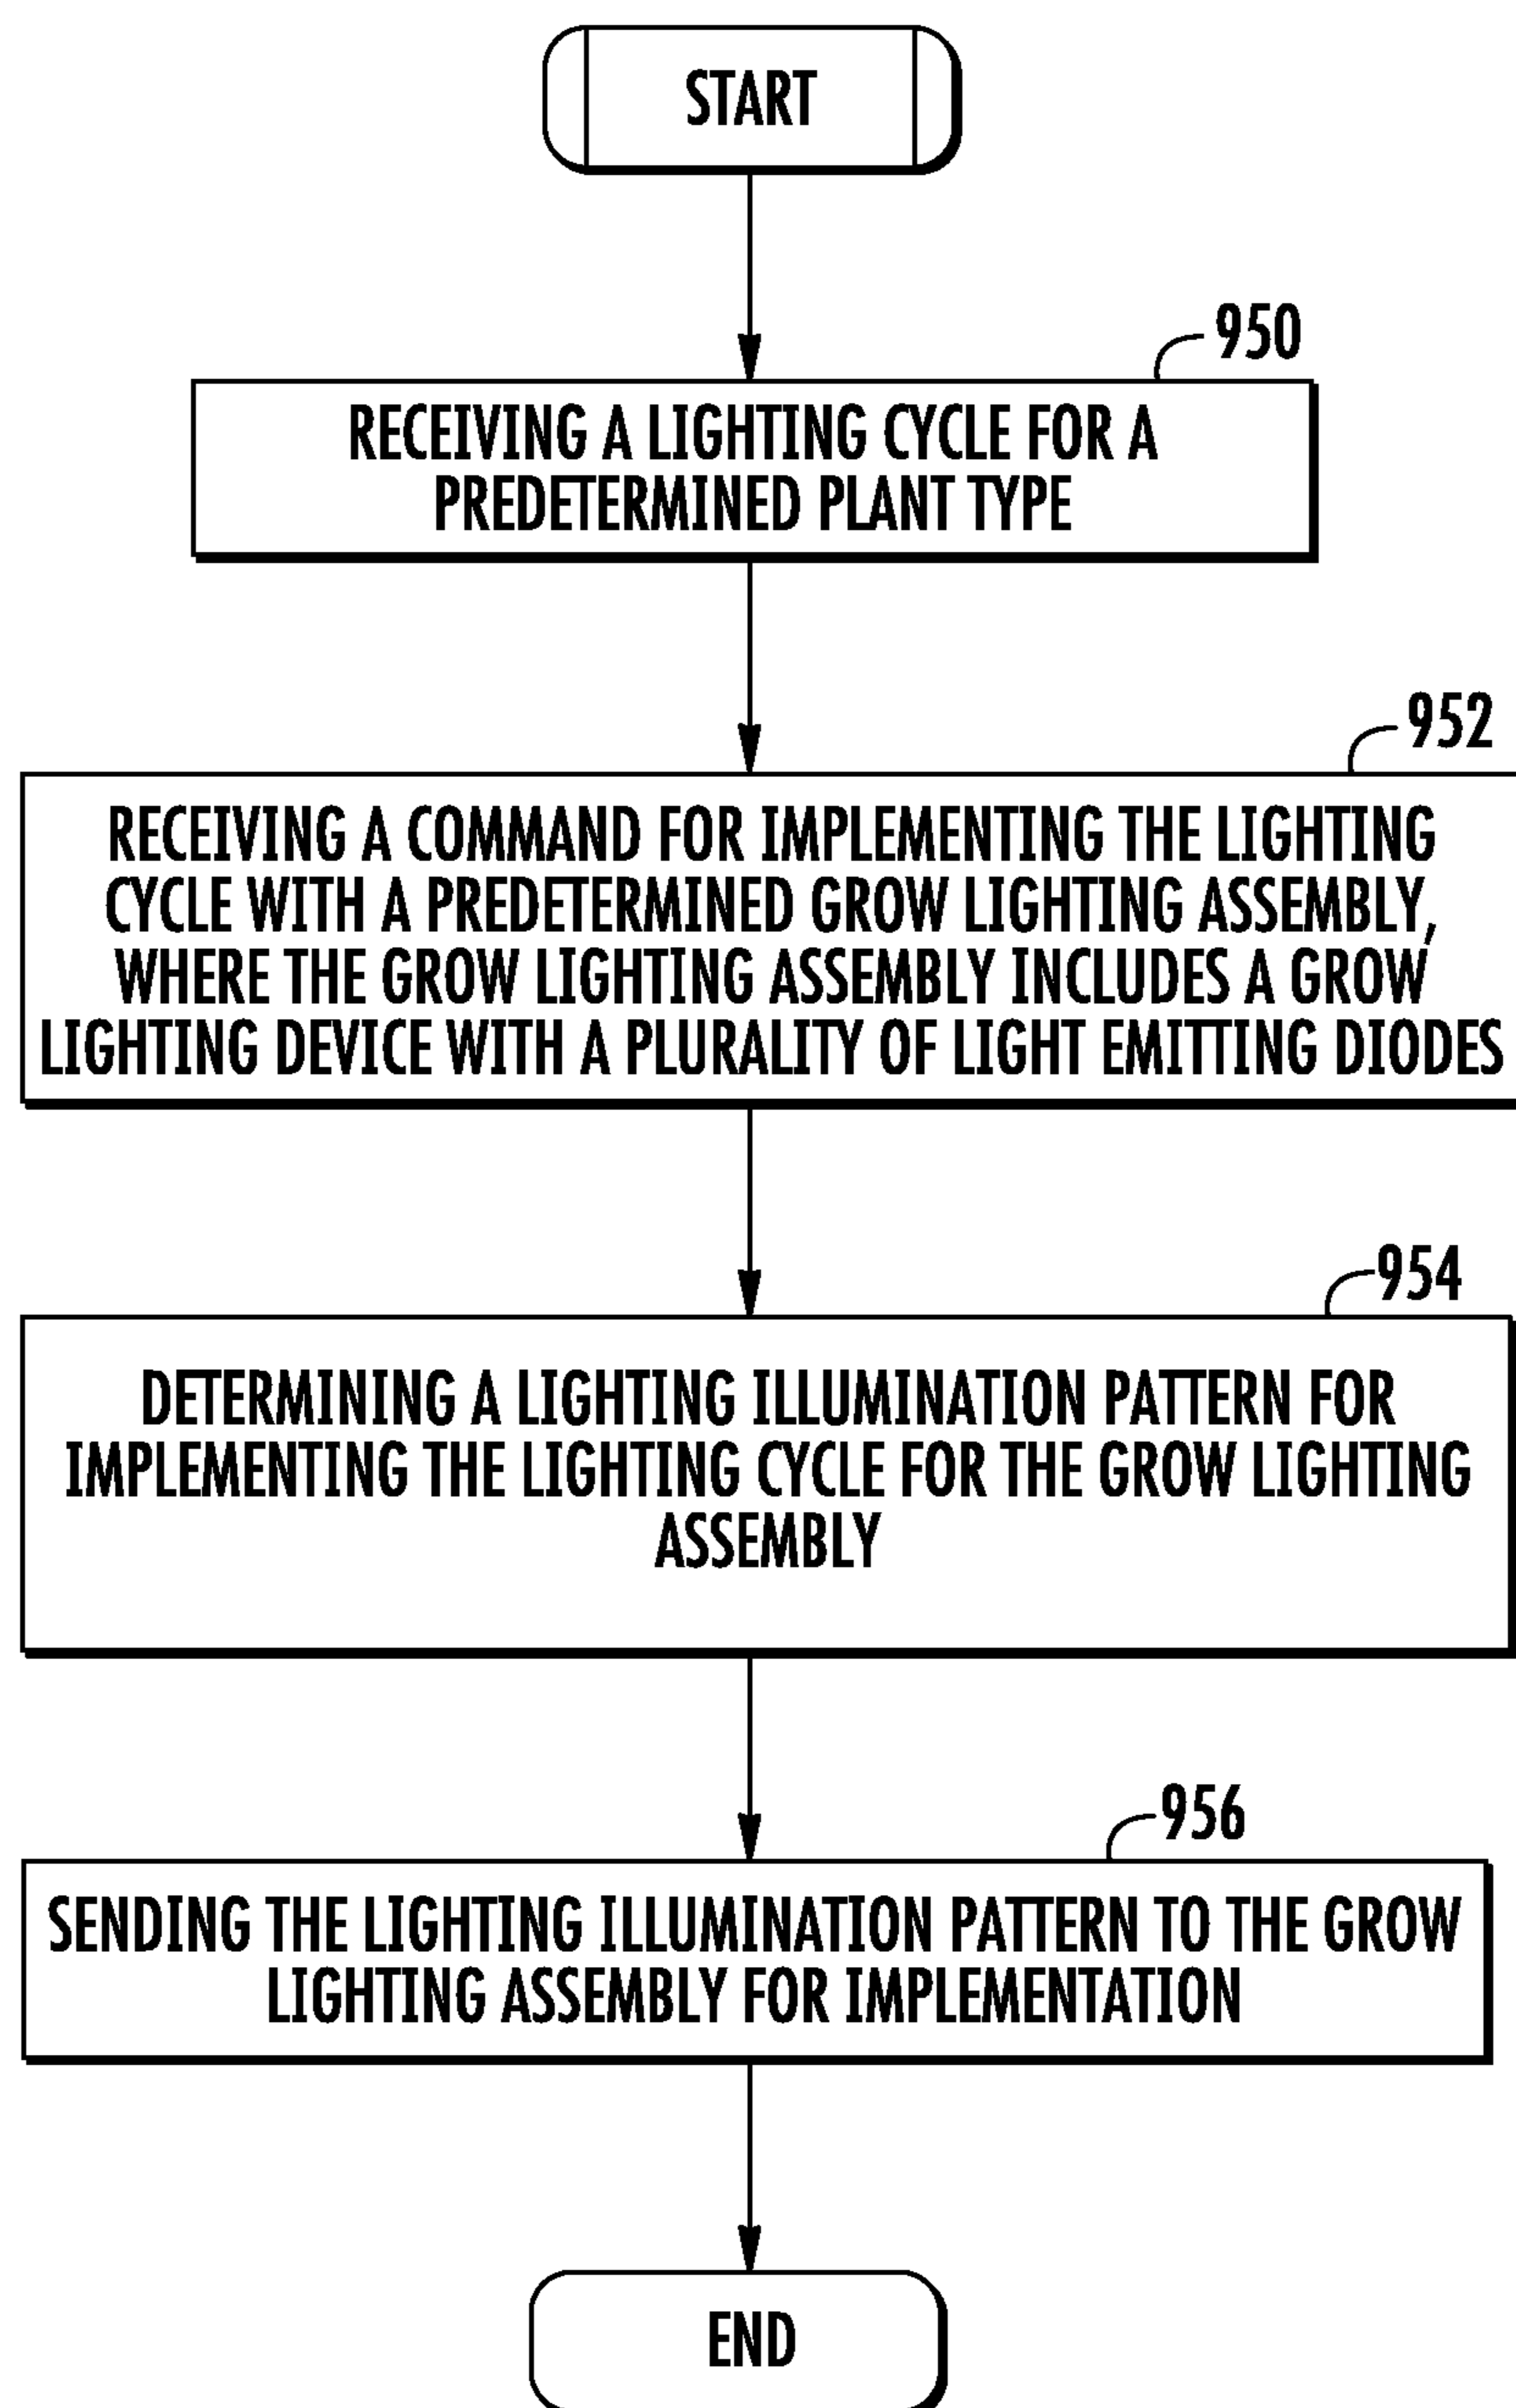 START
950
RECEIVING A LIGHTING CYCLE FOR A
PREDETERMINED PLANT TYPE
952
RECEIVING A COMMAND FOR IMPLEMENTING THE LIGHTING
CYCLE WITH A PREDETERMINED GROW LIGHTING ASSEMBLY,
WHERE THE GROW LIGHTING ASSEMBLY INCLUDES A GROW
LIGHTING DEVICE WITH A PLURALITY OF LIGHT EMITTING DIODES
954
DETERMINING A LIGHTING ILLUMINATION PATTERN FOR
IMPLEMENTING THE LIGHTING CYCLE FOR THE GROW LIGHTING
ASSEMBLY
956
SENDING THE LIGHTING ILLUMINATION PATTERN TO THE GROW
LIGHTING ASSEMBLY FOR IMPLEMENTATION
END